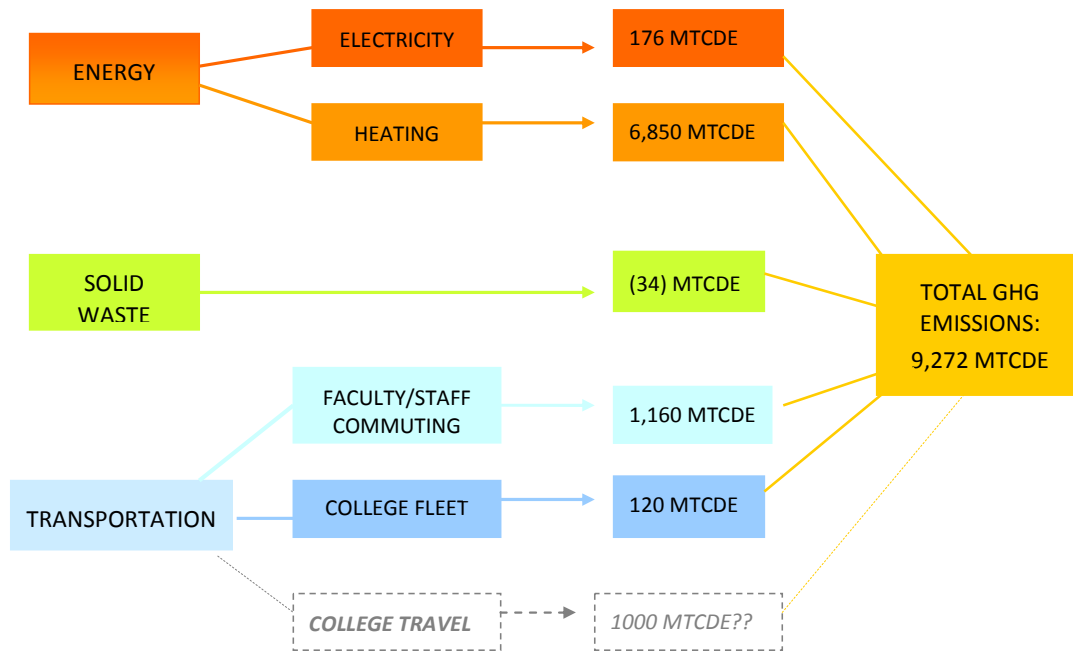 ENERGY
ELECTRICITY
176 MTCDE
HEATING
6,850 MTCDE
SOLID
WASTE
(34) MTCDE
TOTAL GHG
EMISSIONS:
9,272 MTCDE
FACULTY/STAFF
COMMUTING
1,160 MTCDE
TRANSPORTATION
COLLEGE FLEET
120 MTCDE
COLLEGE TRAVEL
1000 MTCDE??